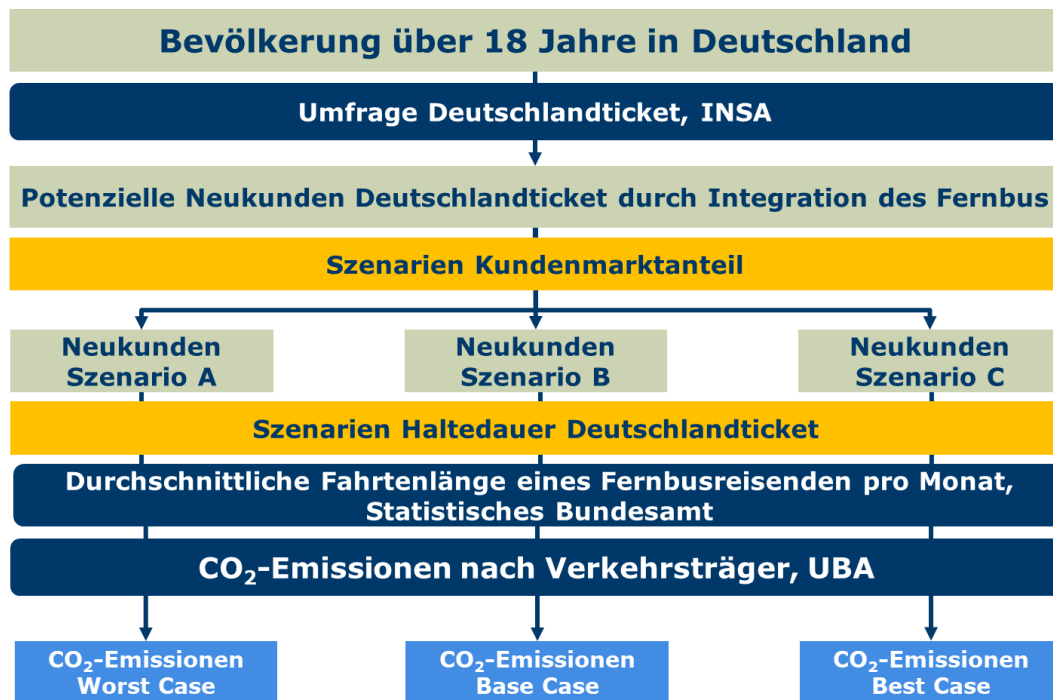 Bevölkerung über 18 Jahre in Deutschland
Umfrage Deutschlandticket, INSA
Potenzielle Neukunden Deutschlandticket durch Integration des Fernbus
Szenarien Kundenmarktanteil
Neukunden
Szenario A
Neukunden
Szenario B
Neukunden
Szenario C
Szenarien Haltedauer Deutschlandticket
Durchschnittliche Fahrtenlänge eines Fernbusreisenden pro Monat,
Statistisches Bundesamt
CO₂-Emissionen nach Verkehrsträger, UBA
CO₂-Emissionen
Worst Case
CO₂-Emissionen
Base Case
CO₂-Emissionen
Best Case